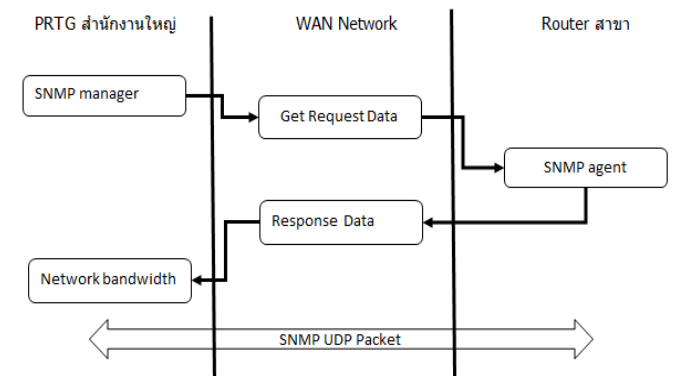 PRTG สำนักงานใหญ่
WAN Network
Router สาขา
SNMP manager
Get Request Data
SNMP agent
Response Data
Network bandwidth
SNMP UDP Packet